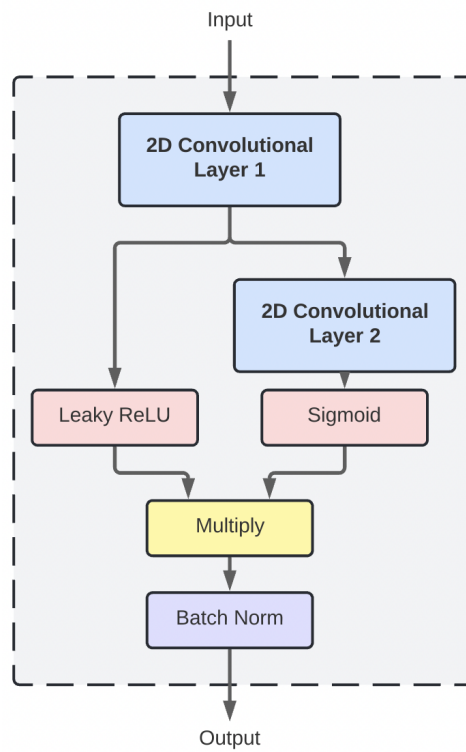 Input
2D Convolutional
Layer 1
2D Convolutional
Layer 2
Leaky ReLU
Sigmoid
Multiply
Batch Norm
Output